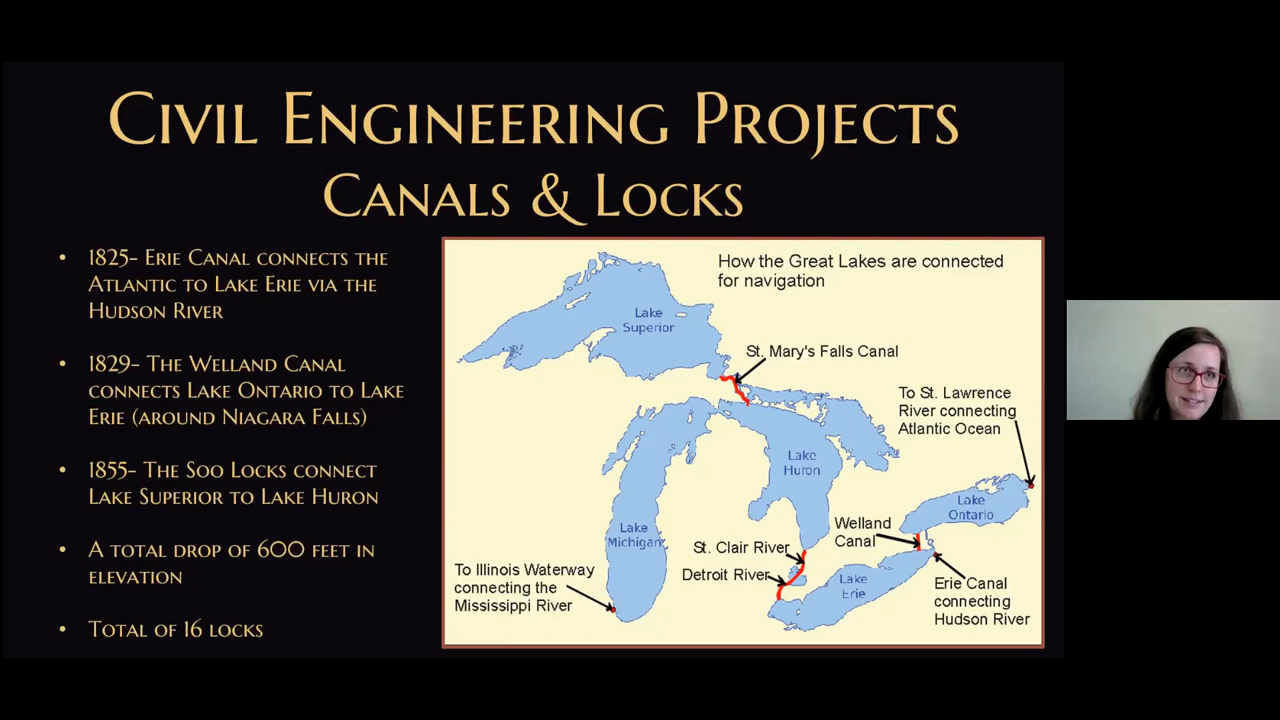 Civil Engineering Projects
Canals & Locks
• 1825- Erie Canal connects the
Atlantic to Lake Erie via the
Hudson River
• 1829- The Welland Canal
connects Lake Ontario to Lake
Erie (around Niagara Falls)
• 1855- The Soo Locks connect
Lake Superior to Lake Huron
• A total drop of 600 feet in
elevation
• Total of 16 locks
How the Great Lakes are connected
for navigation
Lake
Superior
St. Mary's Falls Canal
To St. Lawrence
River connecting
Atlantic Ocean
Lake
Huron
Lake
Ontario
Lake
Michigan
Welland
Canal
St. Clair River
Detroit River
Lake
Erie
To Illinois Waterway
connecting the
Mississippi River
Erie Canal
connecting
Hudson River